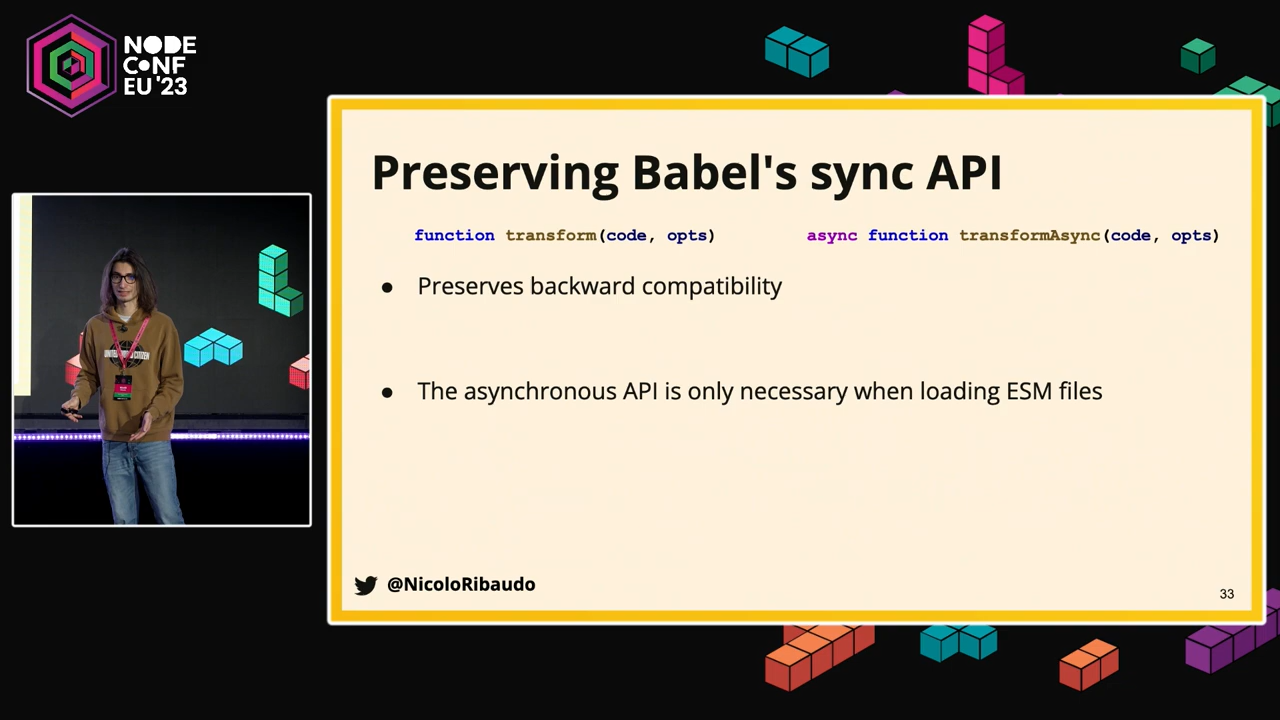 NODE
CONF
EU '23
Preserving Babel's sync API
function transform(code, opts)
async function transformAsync(code, opts)
● Preserves backward compatibility
● The asynchronous API is only necessary when loading ESM files
@NicoloRibaudo
33